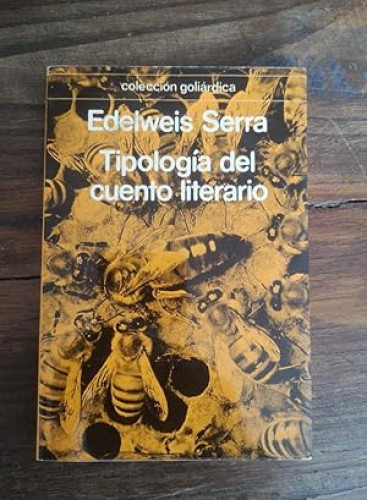 colección goliárdica
Edelweis Serra
Tipología del
cuento literario